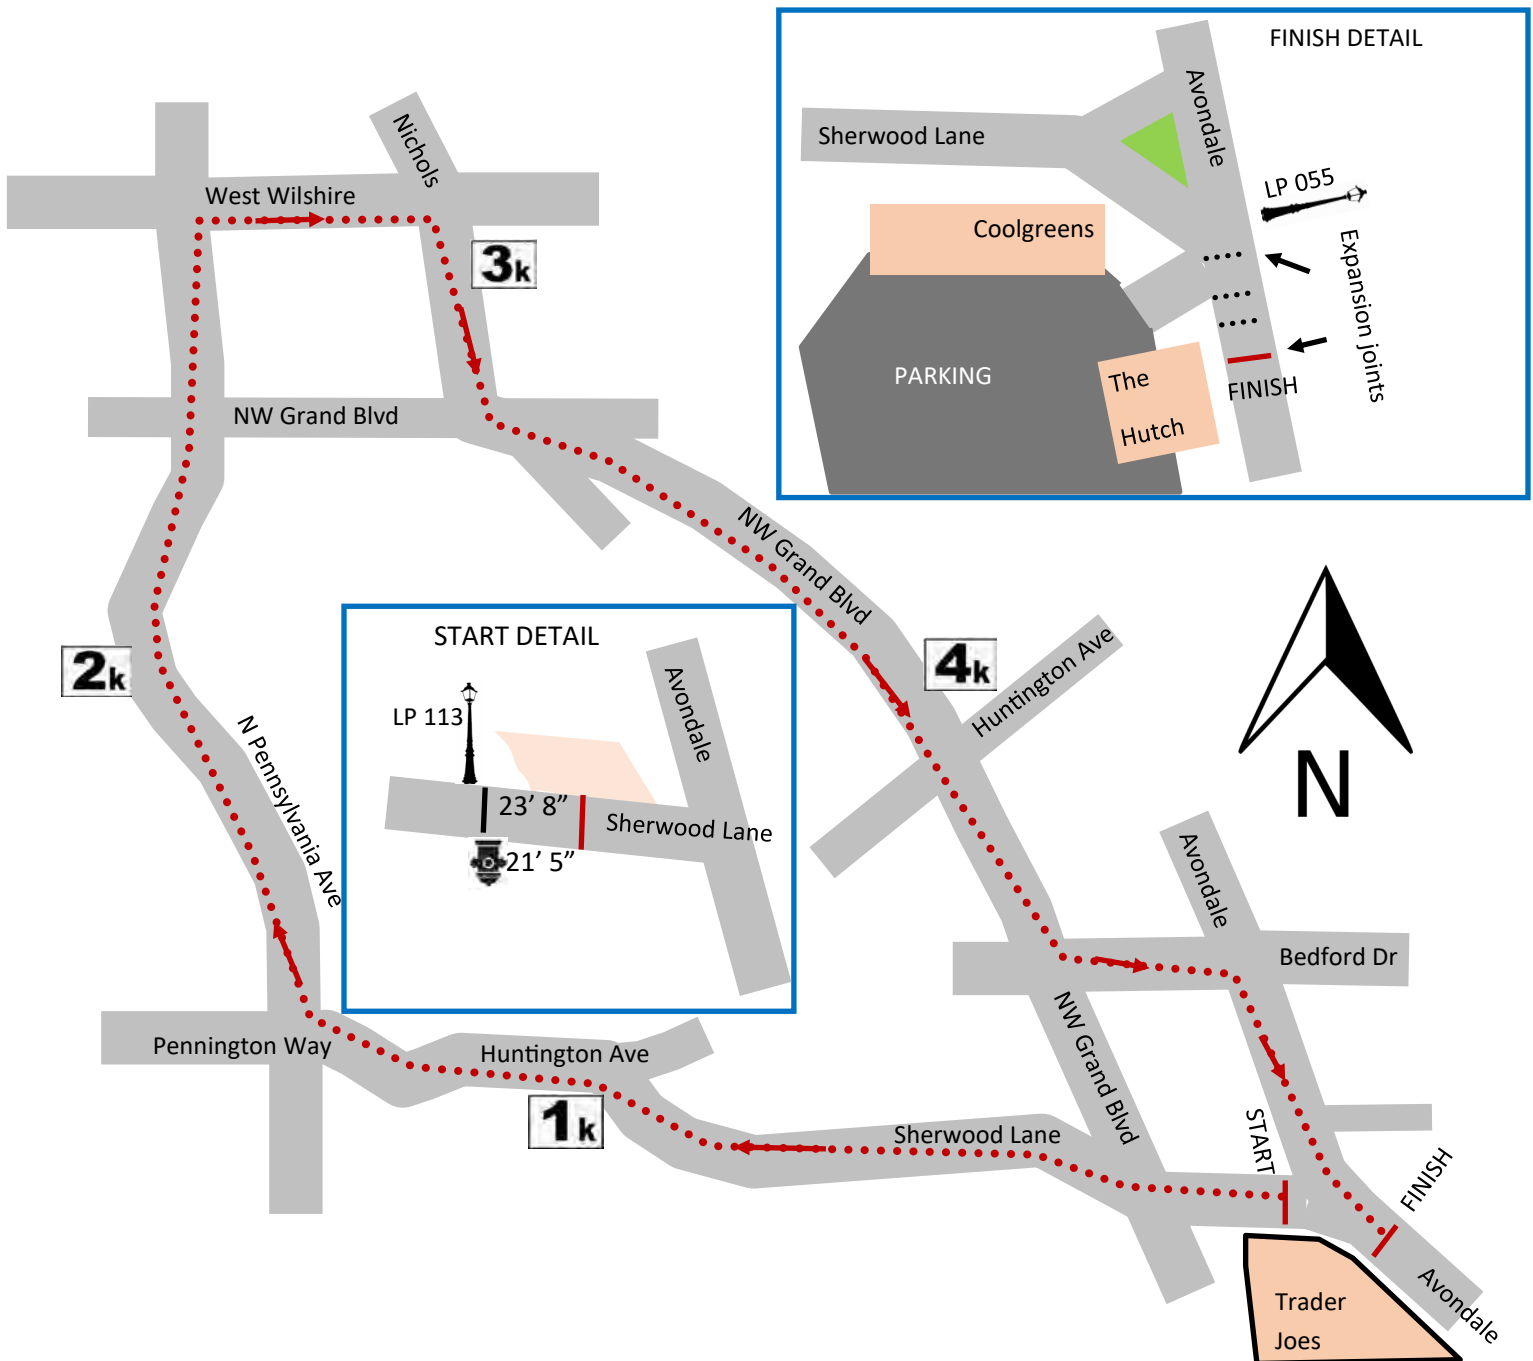 FINISH DETAIL
Avondale
Sherwood Lane
LP 055
Coolgreens
Expansion joints
PARKING
The
Hutch
FINISH
Nichols
West Wilshire
3k
NW Grand Blvd
NW Grand Blvd
START DETAIL
LP 113
Avondale
23’ 8”
Sherwood Lane
21’ 5”
2k
N Pennsylvania Ave
4k
Huntington Ave
N
Avondale
Bedford Dr
NW Grand Blvd
Pennington Way
Huntington Ave
1k
Sherwood Lane
START
FINISH
Avondale
Trader
Joes